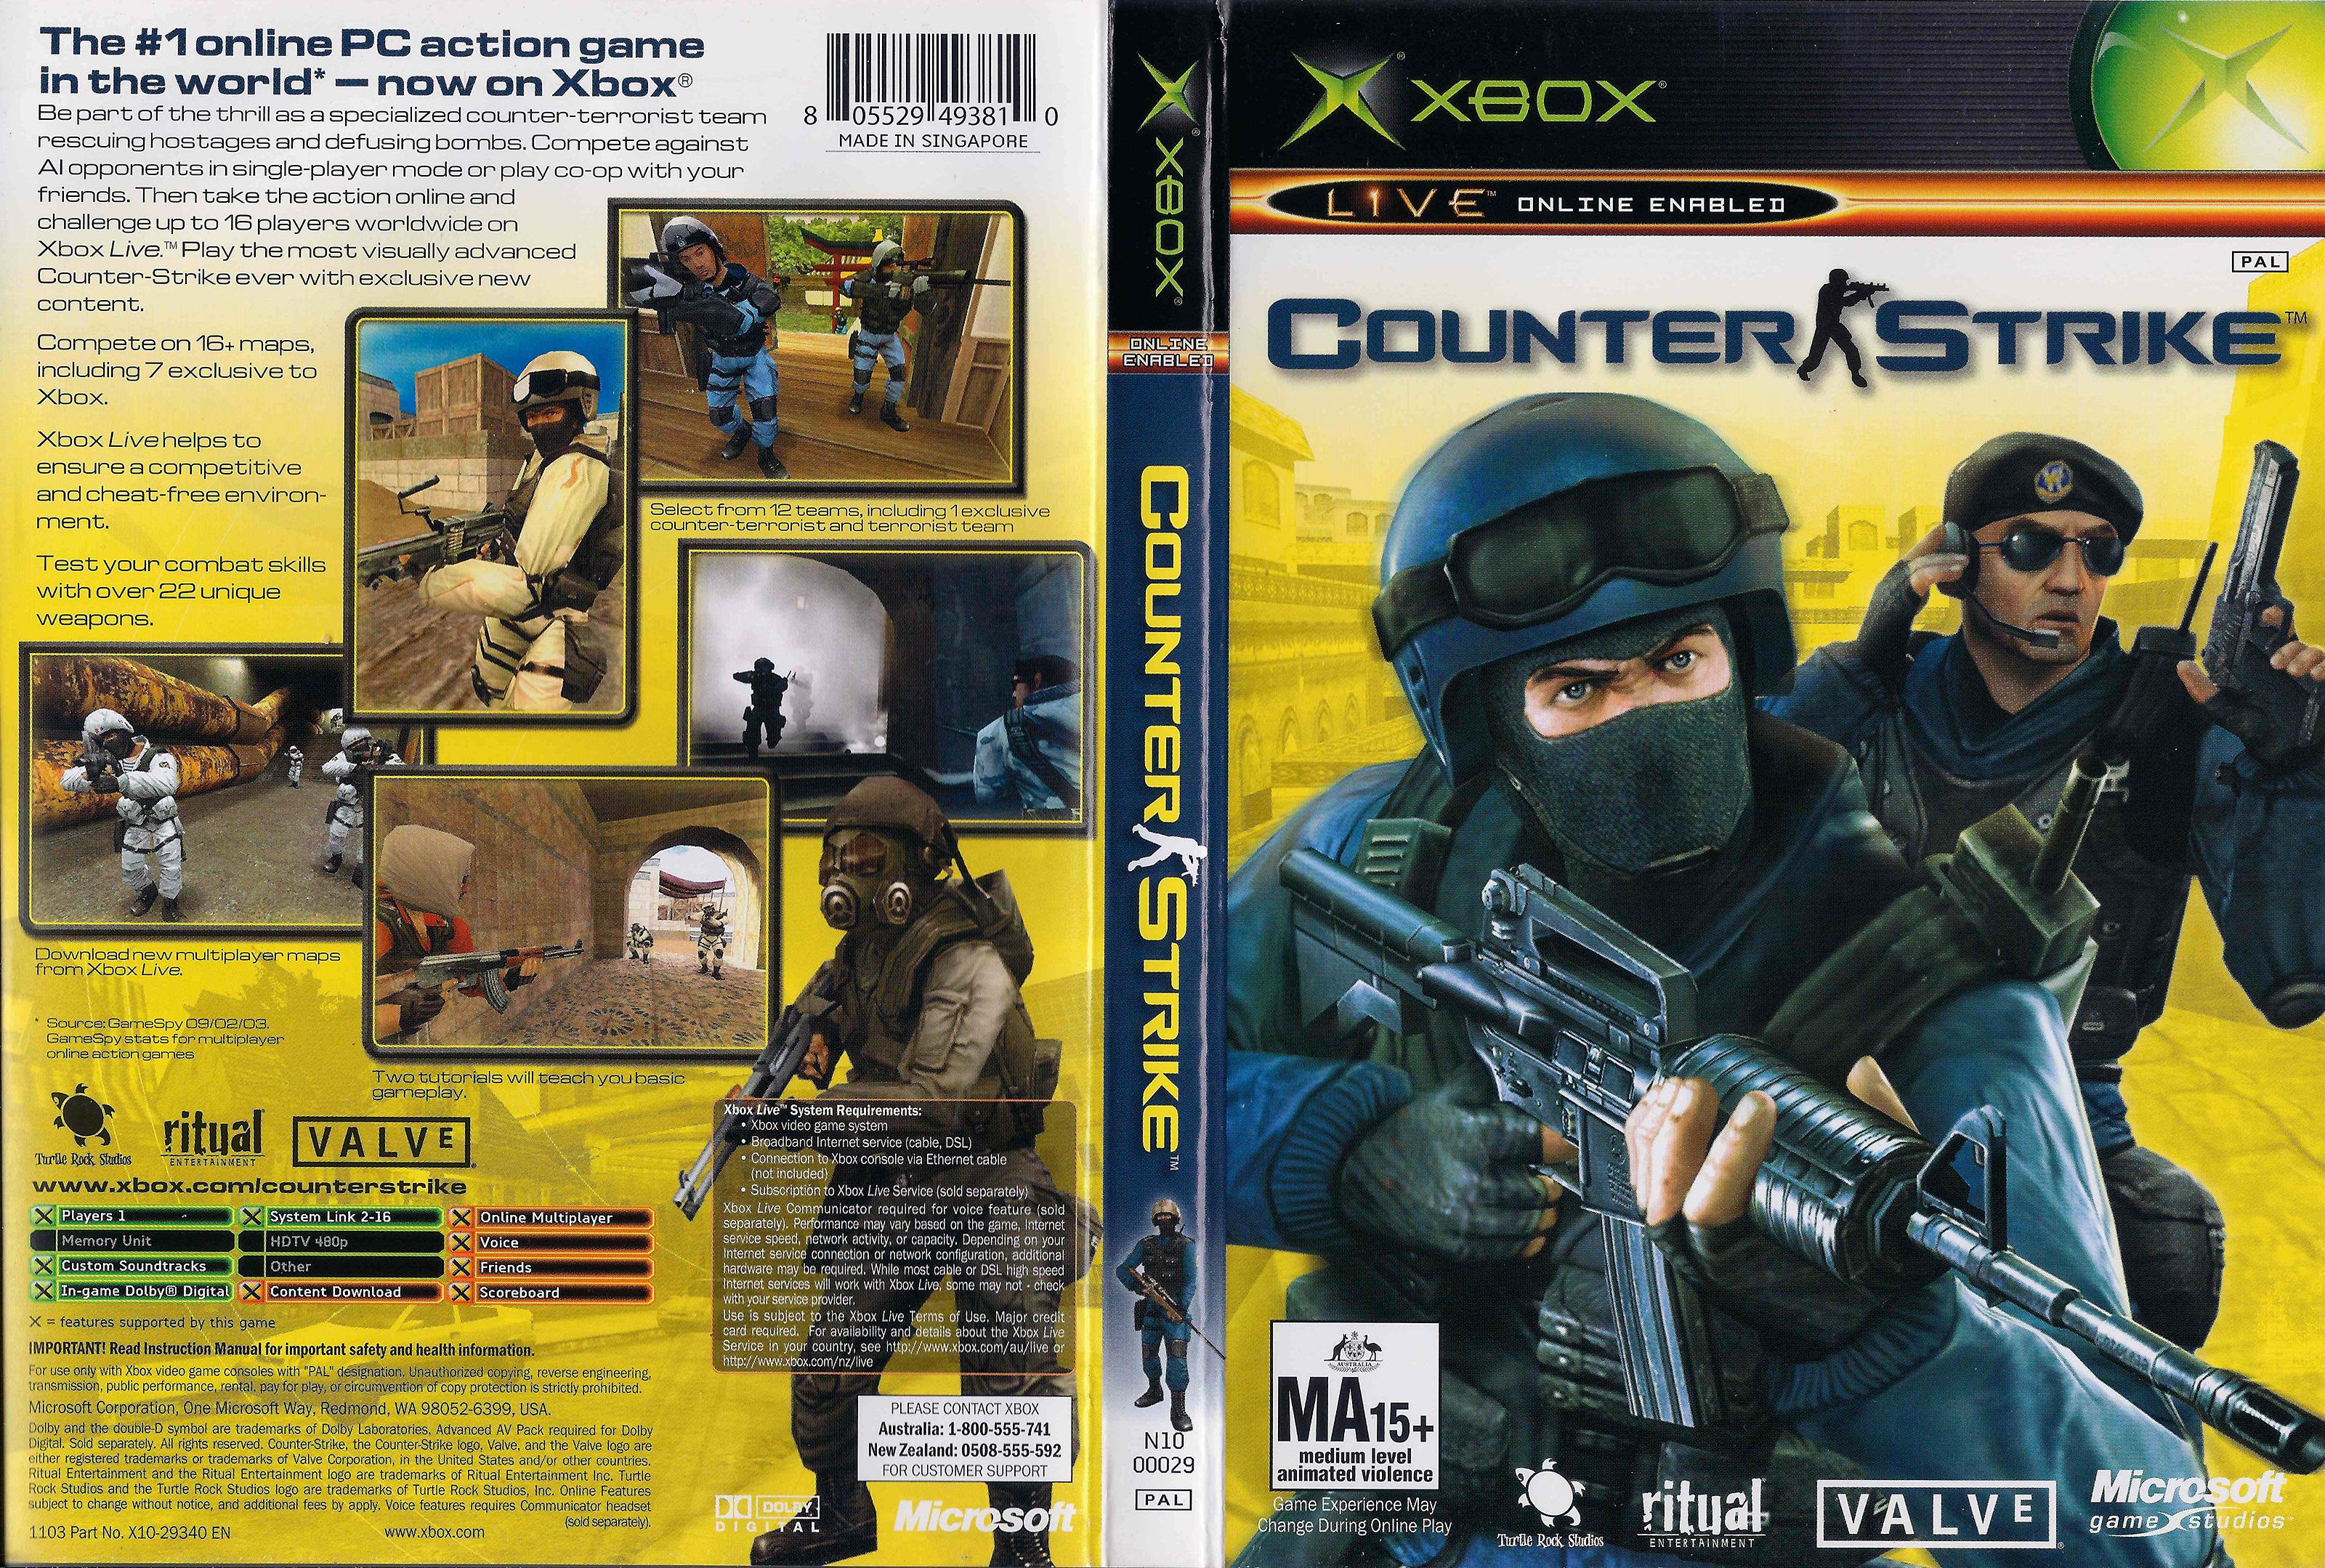 The #1 online PC action game
in the world* — now on Xbox®
Be part of the thrill as a specialized counter-terrorist team
rescuing hostages and defusing bombs. Compete against
AI opponents in single-player mode or play co-op with your
friends. Then take the action online and
challenge up to 16 players worldwide on
Xbox Live.™ Play the most visually advanced
Counter-Strike ever with exclusive new
content.
Compete on 16+ maps,
including 7 exclusive to
Xbox.
Xbox Live helps to
ensure a competitive
and cheat-free environ-
ment.
Test your combat skills
with over 22 unique
weapons.
8 05529 49381 0
MADE IN SINGAPORE
Select from 12 teams, including 1 exclusive
counter-terrorist and terrorist team
Download new multiplayer maps
from Xbox Live.
* Source: GameSpy 09/02/03.
GameSpy stats for multiplayer
online action games
Two tutorials will teach you basic
gameplay.
Turtle Rock Studios
ritual
ENTERTAINMENT
VALVE
www.xbox.com/counterstrike
Players 1
System Link 2-16
Online Multiplayer
Memory Unit
HDTV 480p
Voice
Custom Soundtracks
Other
Friends
In-game Dolby® Digital
Content Download
Scoreboard
X = features supported by this game
IMPORTANT! Read Instruction Manual for important safety and health information.
For use only with Xbox video game consoles with "PAL" designation. Unauthorized copying, reverse engineering,
transmission, public performance, rental, pay for play, or circumvention of copy protection is strictly prohibited.
Microsoft Corporation, One Microsoft Way, Redmond, WA 98052-6399, USA.
Dolby and the double-D symbol are trademarks of Dolby Laboratories. Advanced AV Pack required for Dolby
Digital. Sold separately. All rights reserved. Counter-Strike, the Counter-Strike logo, Valve, and the Valve logo are
either registered trademarks or trademarks of Valve Corporation, in the United States and/or other countries.
Ritual Entertainment and the Ritual Entertainment logo are trademarks of Ritual Entertainment Inc. Turtle
Rock Studios and the Turtle Rock Studios logo are trademarks of Turtle Rock Studios, Inc. Online Features
subject to change without notice, and additional fees by apply. Voice features requires Communicator headset
(sold separately).
1103 Part No. X10-29340 EN
www.xbox.com
Xbox Live™ System Requirements:
• Xbox video game system
• Broadband Internet service (cable, DSL)
• Connection to Xbox console via Ethernet cable
(not included)
• Subscription to Xbox Live Service (sold separately)
Xbox Live Communicator required for voice feature (sold
separately). Performance may vary based on the game, Internet
service speed, network activity, or capacity. Depending on your
Internet service connection or network configuration, additional
hardware may be required. While most cable or DSL high speed
Internet services will work with Xbox Live, some may not - check
with your service provider.
Use is subject to the Xbox Live Terms of Use. Major credit
card required. For availability and details about the Xbox Live
Service in your country, see http://www.xbox.com/au/live or
http://www.xbox.com/nz/live
PLEASE CONTACT XBOX
Australia: 1-800-555-741
New Zealand: 0508-555-592
FOR CUSTOMER SUPPORT
DOLBY
DIGITAL
Microsoft
XBOX®
ONLINE
ENABLED
COUNTER STRIKE™
N10
00029
PAL
XBOX®
LIVE™ ONLINE ENABLED
PAL
COUNTER STRIKE™
AUSTRALIA
MA15+
medium level
animated violence
Game Experience May
Change During Online Play
Turtle Rock Studios
ritual
ENTERTAINMENT
VALVE
Microsoft
game studios